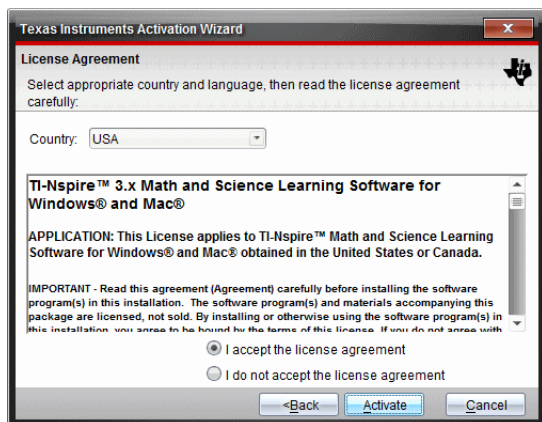 Texas Instruments Activation Wizard
License Agreement
Select appropriate country and language, then read the license agreement
carefully:
Country: USA
TI-Nspire™ 3.x Math and Science Learning Software for
Windows® and Mac®
APPLICATION: This License applies to TI-Nspire™ Math and Science Learning
Software for Windows® and Mac® obtained in the United States or Canada.
IMPORTANT - Read this agreement (Agreement) carefully before installing the software
program(s) in this installation. The software program(s) and materials accompanying this
package are licensed, not sold. By installing or otherwise using the software program(s) in
this installation, you agree to be bound by the terms of this license. If you do not agree with
I accept the license agreement
I do not accept the license agreement
<Back Activate Cancel